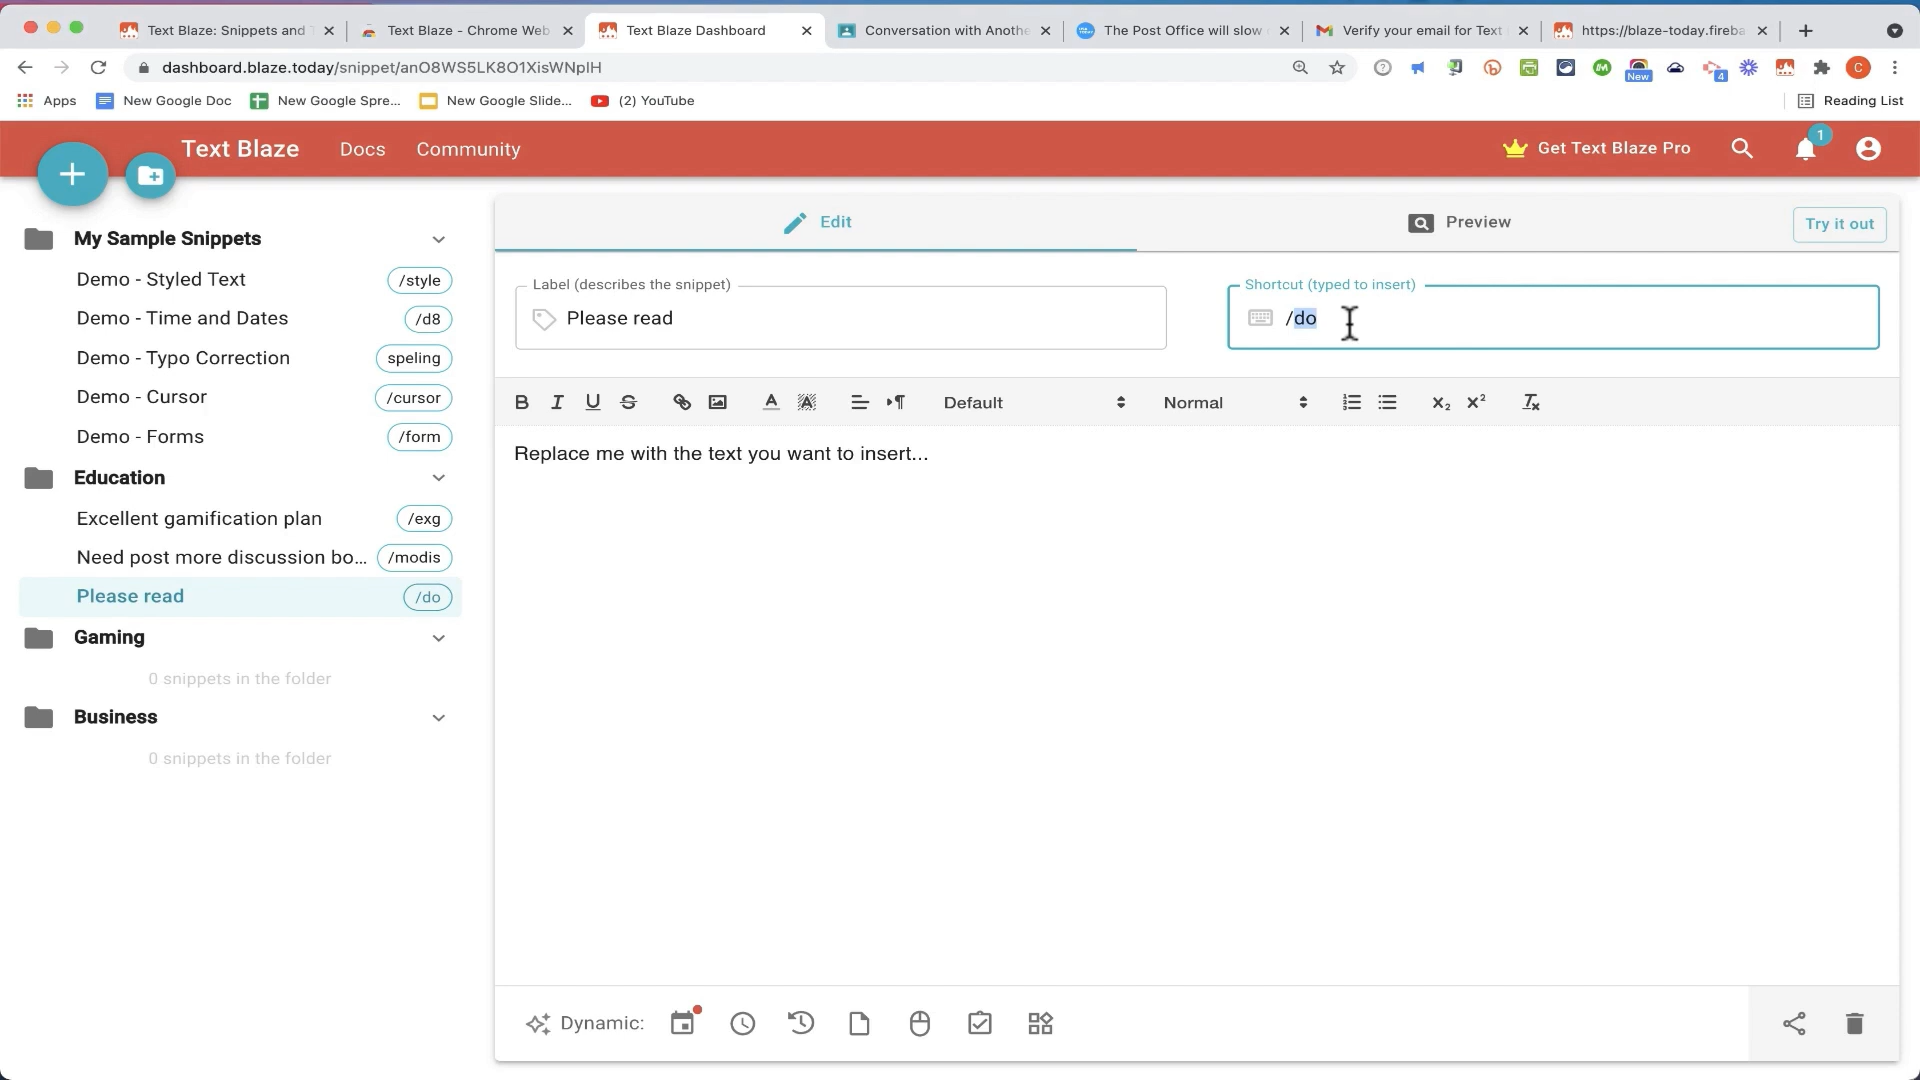 Text Blaze: Snippets and
Text Blaze - Chrome Web
Text Blaze Dashboard
Conversation with Anothe
The Post Office will slow
Verify your email for Text
https://blaze-today.fireba
dashboard.blaze.today/snippet/anO8WS5LK8O1XisWNpIH
New
4
C
Apps
New Google Doc
New Google Spre...
New Google Slide...
(2) YouTube
Reading List
Text Blaze
Docs
Community
Get Text Blaze Pro
1
My Sample Snippets
Demo - Styled Text
/style
Demo - Time and Dates
/d8
Demo - Typo Correction
speling
Demo - Cursor
/cursor
Demo - Forms
/form
Education
Excellent gamification plan
/exg
Need post more discussion bo...
/modis
Please read
/do
Gaming
0 snippets in the folder
Business
0 snippets in the folder
Edit
Preview
Try it out
Label (describes the snippet)
Please read
Shortcut (typed to insert)
/do
B I U S
Default
Normal
Replace me with the text you want to insert...
Dynamic: